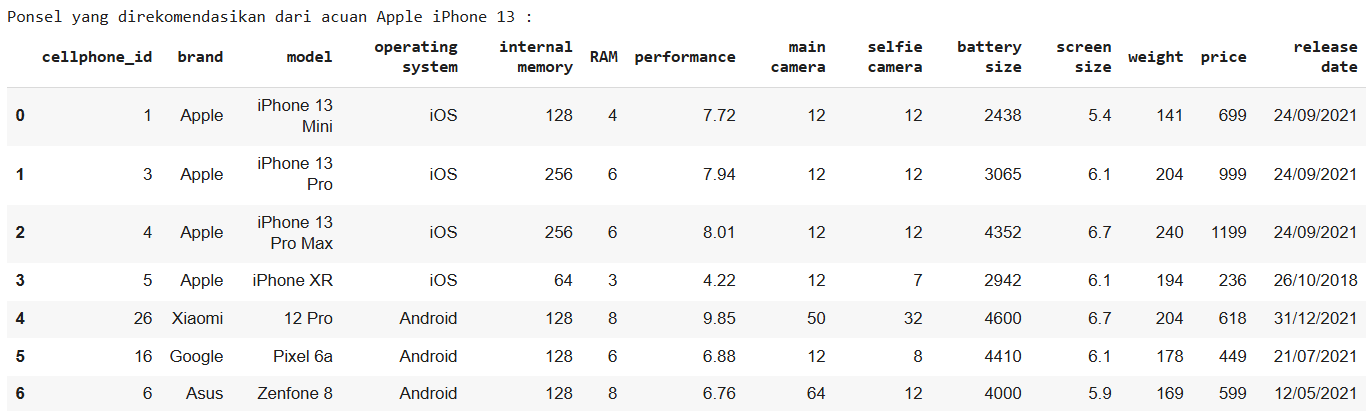 Ponsel yang direkomendasikan dari acuan Apple iPhone 13 :
cellphone_id brand model operating system internal memory RAM performance main camera selfie camera battery size screen size weight price release date
0 1 Apple iPhone 13 Mini iOS 128 4 7.72 12 12 2438 5.4 141 699 24/09/2021
1 3 Apple iPhone 13 Pro iOS 256 6 7.94 12 12 3065 6.1 204 999 24/09/2021
2 4 Apple iPhone 13 Pro Max iOS 256 6 8.01 12 12 4352 6.7 240 1199 24/09/2021
3 5 Apple iPhone XR iOS 64 3 4.22 12 7 2942 6.1 194 236 26/10/2018
4 26 Xiaomi 12 Pro Android 128 8 9.85 50 32 4600 6.7 204 618 31/12/2021
5 16 Google Pixel 6a Android 128 6 6.88 12 8 4410 6.1 178 449 21/07/2021
6 6 Asus Zenfone 8 Android 128 8 6.76 64 12 4000 5.9 169 599 12/05/2021